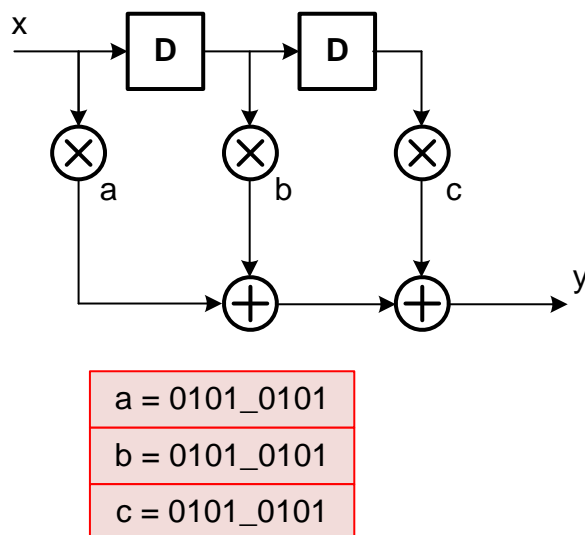 x
D D
a b c
y
a = 0101_0101
b = 0101_0101
c = 0101_0101